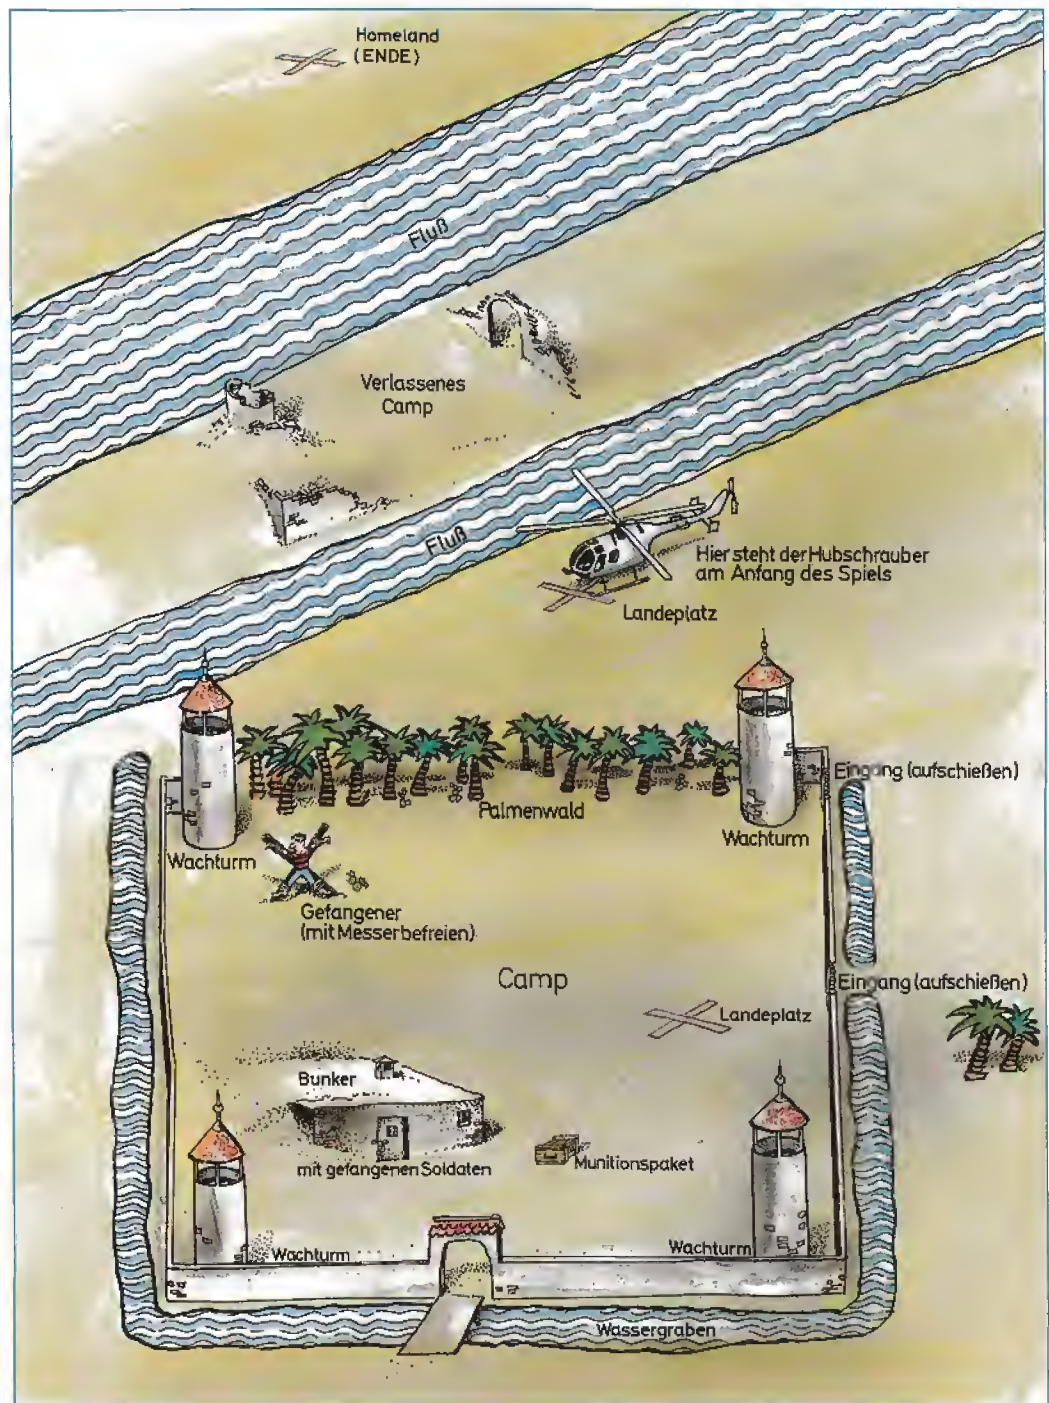 Homeland
(ENDE)
Fluß
Verlassenes
Camp
Fluß
Hier steht der Hubschrauber
am Anfang des Spiels
Landeplatz
Eingang (aufschießen)
Palmenwald
Wachturm
Wachturm
Gefangener
(mit Messer befreien)
Camp
Eingang (aufschießen)
Landeplatz
Bunker
mit gefangenen Soldaten
Munitionspaket
Wachturm
Wachturm
Wassergraben